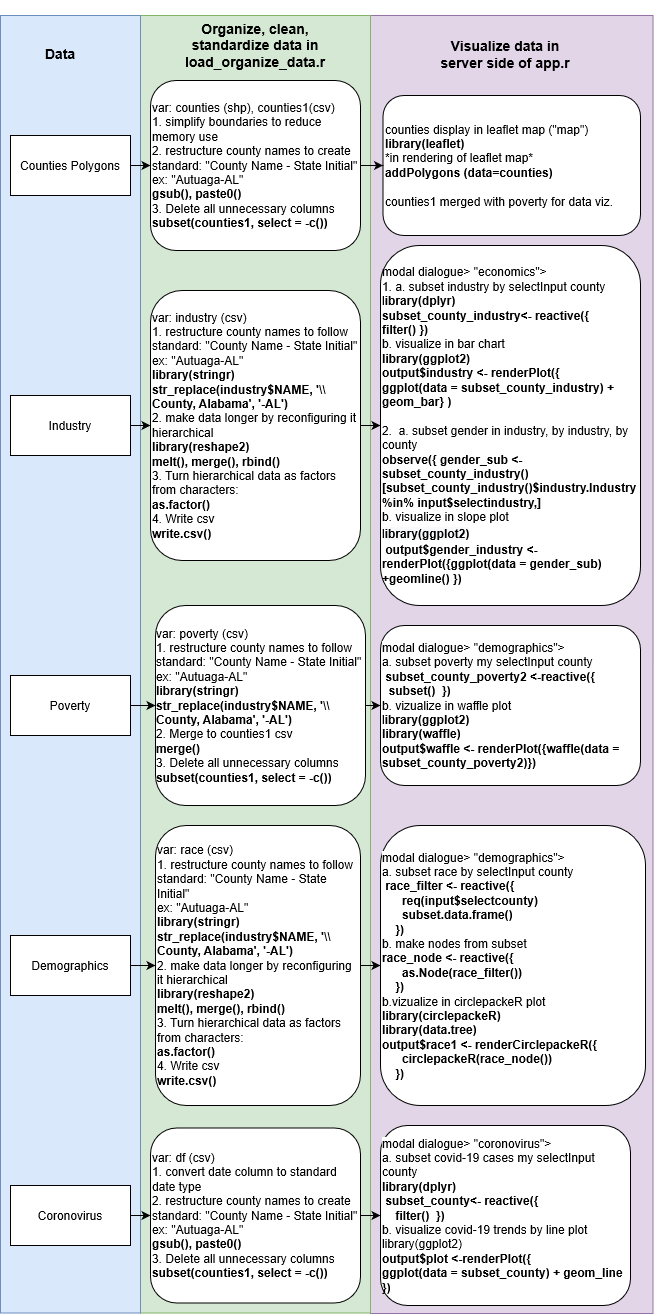 Data
Organize, clean,
standardize data in
load_organize_data.r
Visualize data in
server side of app.r
Counties Polygons
var: counties (shp), counties1(csv)
1. simplify boundaries to reduce
memory use
2. restructure county names to create
standard: "County Name - State Initial"
ex: "Autuaga-AL"
gsub(), paste0()
3. Delete all unnecessary columns
subset(counties1, select = -c())
counties display in leaflet map ("map")
library(leaflet)
*in rendering of leaflet map*
addPolygons (data=counties)
counties1 merged with poverty for data viz.
Industry
var: industry (csv)
1. restructure county names to follow
standard: "County Name - State Initial"
ex: "Autuaga-AL"
library(stringr)
str_replace(industry$NAME, '\\
County, Alabama', '-AL')
2. make data longer by reconfiguring it
hierarchical
library(reshape2)
melt(), merge(), rbind()
3. Turn hierarchical data as factors
from characters:
as.factor()
4. Write csv
write.csv()
modal dialogue> "economics">
1. a. subset industry by selectInput county
library(dplyr)
subset_county_industry<- reactive({
filter() })
b. visualize in bar chart
library(ggplot2)
output$industry <- renderPlot({
ggplot(data = subset_county_industry) +
geom_bar} )
2.  a. subset gender in industry, by industry, by
county
observe({ gender_sub <-
subset_county_industry()
[subset_county_industry()$industry.Industry
%in% input$selectindustry,]
b. visualize in slope plot
library(ggplot2)
output$gender_industry <-
renderPlot({ggplot(data = gender_sub)
+geomline() })
Poverty
var: poverty (csv)
1. restructure county names to follow
standard: "County Name - State Initial"
ex: "Autuaga-AL"
library(stringr)
str_replace(industry$NAME, '\\
County, Alabama', '-AL')
2. Merge to counties1 csv
merge()
3. Delete all unnecessary columns
subset(counties1, select = -c())
modal dialogue> "demographics">
a. subset poverty my selectInput county
subset_county_poverty2 <-reactive({
subset()  })
b. vizualize in waffle plot
library(ggplot2)
library(waffle)
output$waffle <- renderPlot({waffle(data =
subset_county_poverty2)})
Demographics
var: race (csv)
1. restructure county names to follow
standard: "County Name - State
Initial"
ex: "Autuaga-AL"
library(stringr)
str_replace(industry$NAME, '\\
County, Alabama', '-AL')
2. make data longer by reconfiguring
it hierarchical
library(reshape2)
melt(), merge(), rbind()
3. Turn hierarchical data as factors
from characters:
as.factor()
4. Write csv
write.csv()
modal dialogue> "demographics">
a. subset race by selectInput county
race_filter <- reactive({
req(input$selectcounty)
subset.data.frame()
})
b. make nodes from subset
race_node <- reactive({
as.Node(race_filter())
})
b.vizualize in circlepackeR plot
library(circlepackeR)
library(data.tree)
output$race1 <- renderCirclepackeR({
circlepackeR(race_node())
})
Coronovirus
var: df (csv)
1. convert date column to standard
date type
2. restructure county names to create
standard: "County Name - State Initial"
ex: "Autuaga-AL"
gsub(), paste0()
3. Delete all unnecessary columns
subset(counties1, select = -c())
modal dialogue> "coronovirus">
a. subset covid-19 cases my selectInput
county
library(dplyr)
subset_county<- reactive({
filter()  })
b. visualize covid-19 trends by line plot
library(ggplot2)
output$plot <-renderPlot({
ggplot(data = subset_county) + geom_line
})